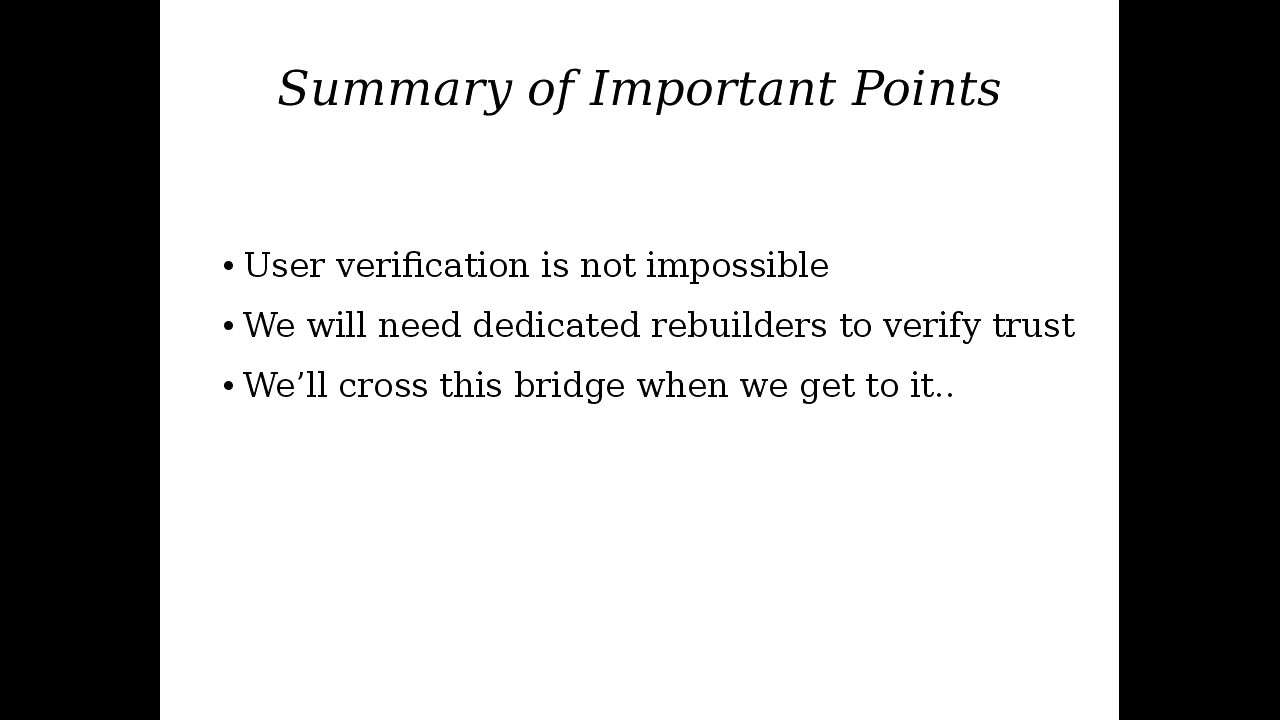 Summary of Important Points
• User verification is not impossible
• We will need dedicated rebuilders to verify trust
• We’ll cross this bridge when we get to it..